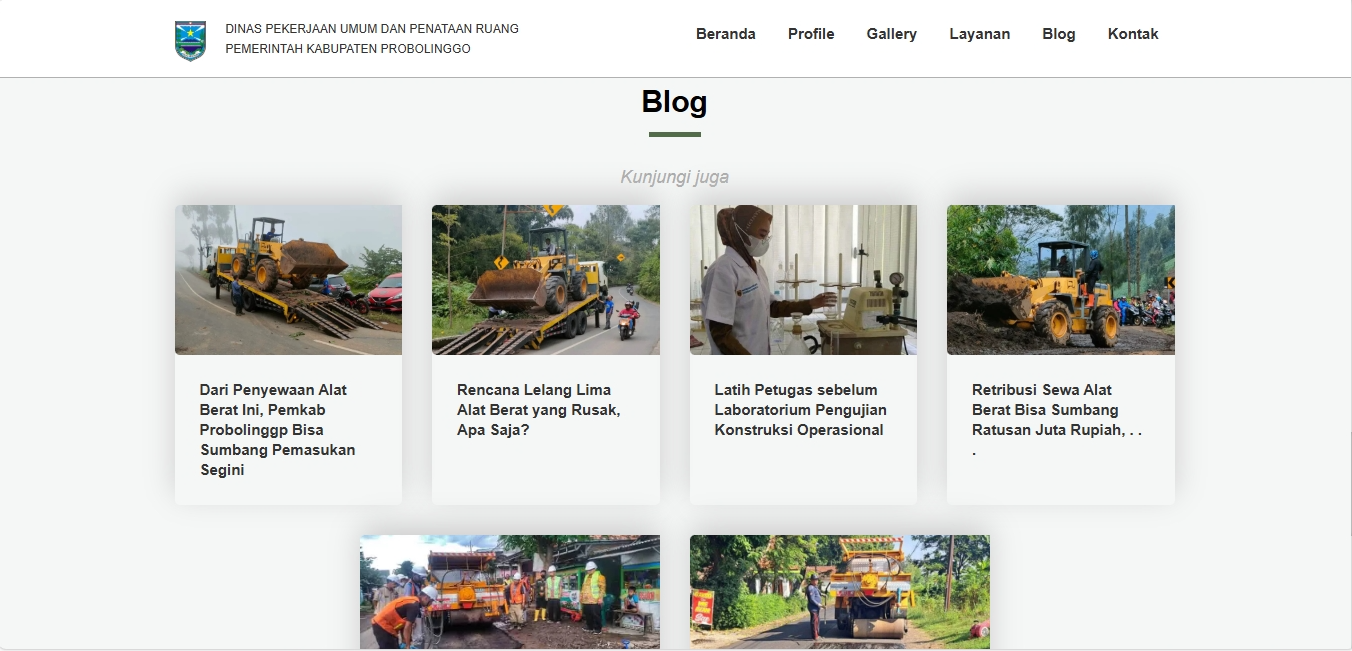 DINAS PEKERJAAN UMUM DAN PENATAAN RUANG
PEMERINTAH KABUPATEN PROBOLINGGO
Beranda Profile Gallery Layanan Blog Kontak
Blog
Kunjungi juga
Dari Penyewaan Alat
Berat Ini, Pemkab
Probolinggp Bisa
Sumbang Pemasukan
Segini
Rencana Lelang Lima
Alat Berat yang Rusak,
Apa Saja?
Latih Petugas sebelum
Laboratorium Pengujian
Konstruksi Operasional
Retribusi Sewa Alat
Berat Bisa Sumbang
Ratusan Juta Rupiah, . .
.